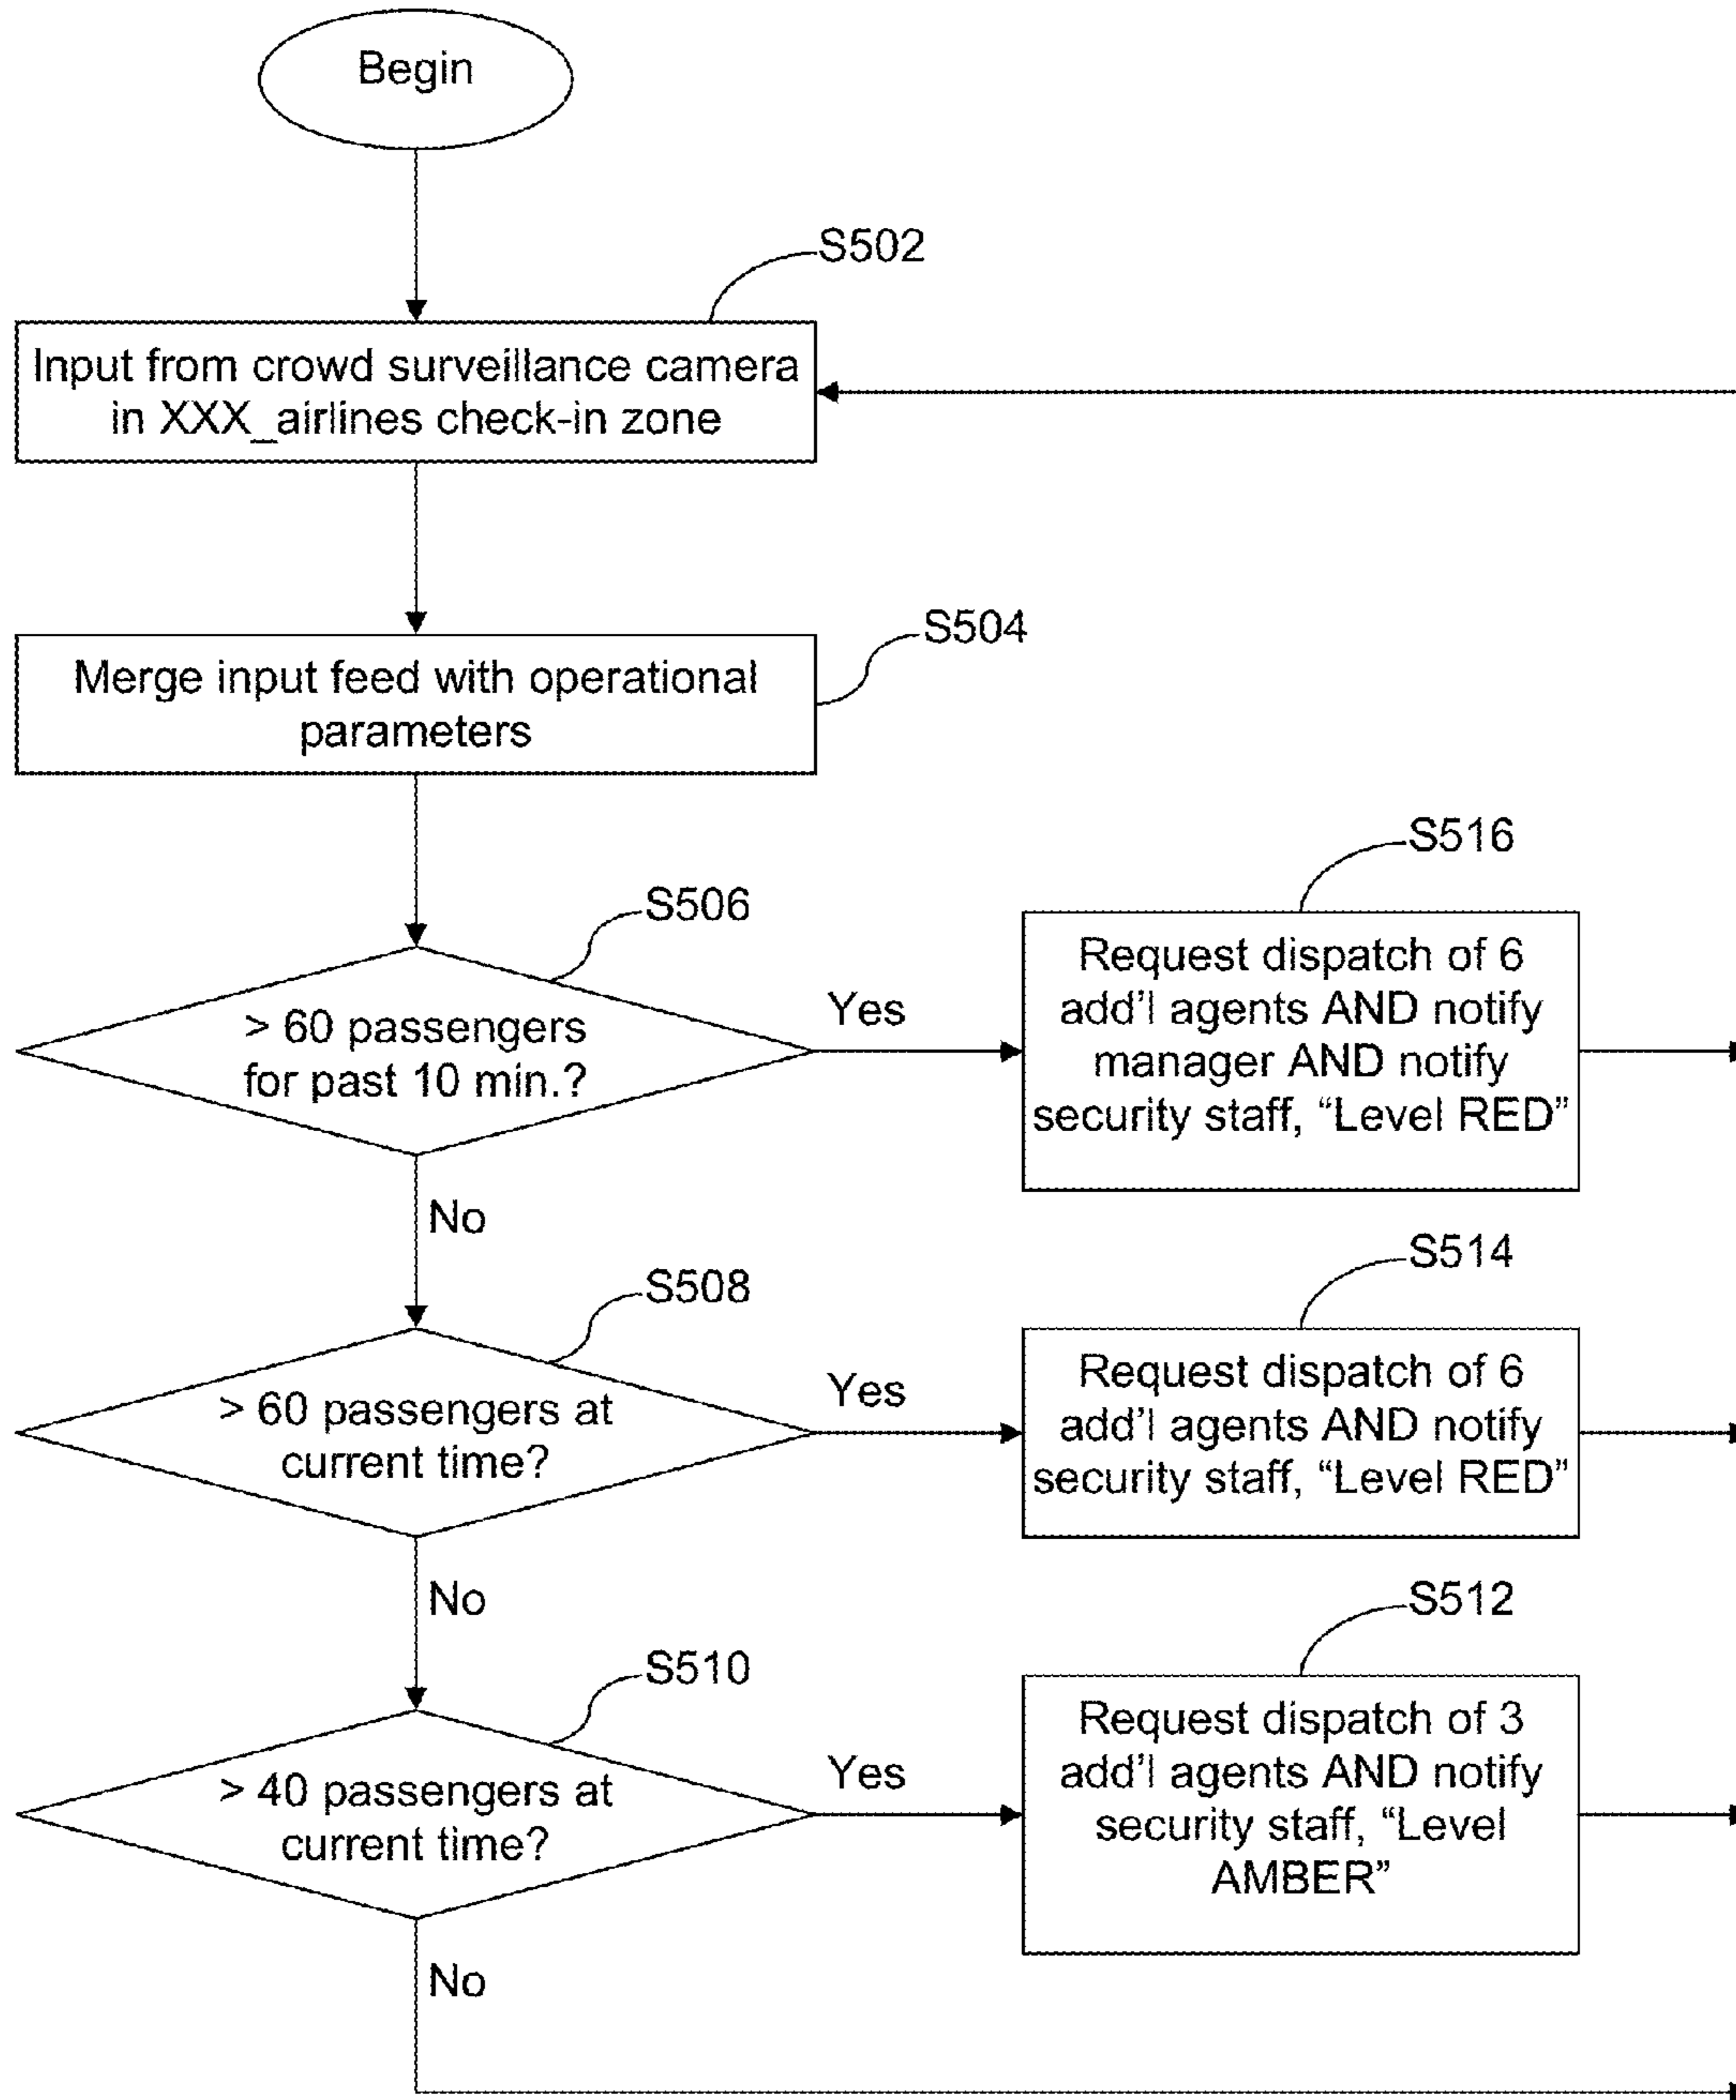 Begin
S502
Input from crowd surveillance camera
in XXX_airlines check-in zone
S504
Merge input feed with operational
parameters
S506
> 60 passengers
for past 10 min.?
Yes
S516
Request dispatch of 6
add'l agents AND notify
manager AND notify
security staff, “Level RED”
No
S508
> 60 passengers at
current time?
Yes
S514
Request dispatch of 6
add'l agents AND notify
security staff, “Level RED”
No
S510
> 40 passengers at
current time?
Yes
S512
Request dispatch of 3
add'l agents AND notify
security staff, “Level
AMBER”
No